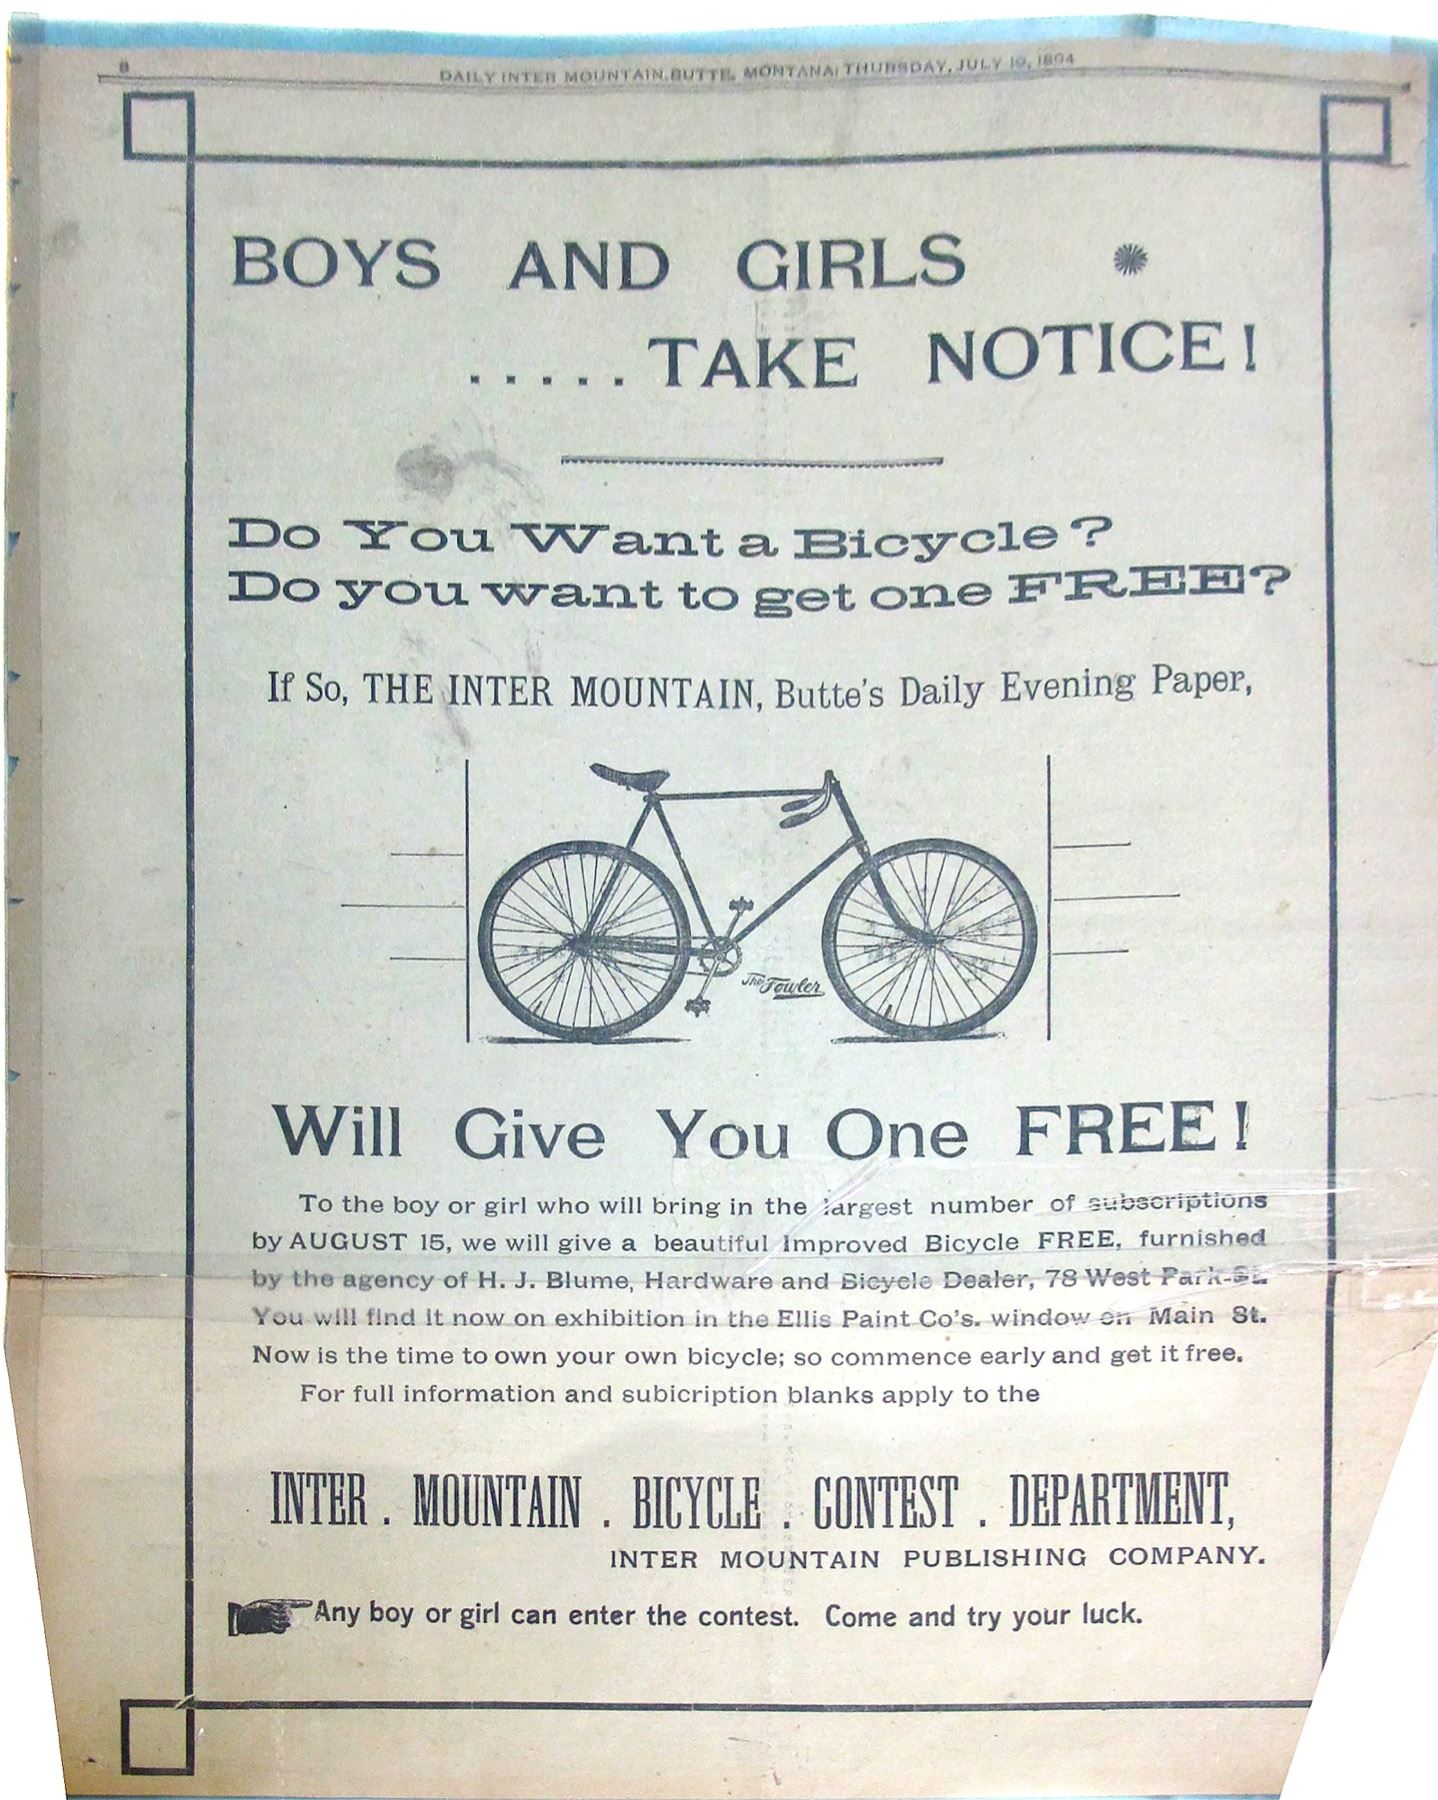 8
DAILY INTER MOUNTAIN, BUTTE, MONTANA, THURSDAY, JULY 19, 1894
BOYS AND GIRLS
.....TAKE NOTICE!
Do You Want a Bicycle?
Do you want to get one FREE?
If So, THE INTER MOUNTAIN, Butte's Daily Evening Paper,
The Fowler
Will Give You One FREE!
To the boy or girl who will bring in the largest number of subscriptions
by AUGUST 15, we will give a beautiful Improved Bicycle FREE, furnished
by the agency of H. J. Blume, Hardware and Bicycle Dealer, 78 West Park St.
You will find it now on exhibition in the Ellis Paint Co's. window on Main St.
Now is the time to own your own bicycle; so commence early and get it free.
For full information and subicription blanks apply to the
INTER . MOUNTAIN . BICYCLE . CONTEST . DEPARTMENT,
INTER MOUNTAIN PUBLISHING COMPANY.
Any boy or girl can enter the contest. Come and try your luck.